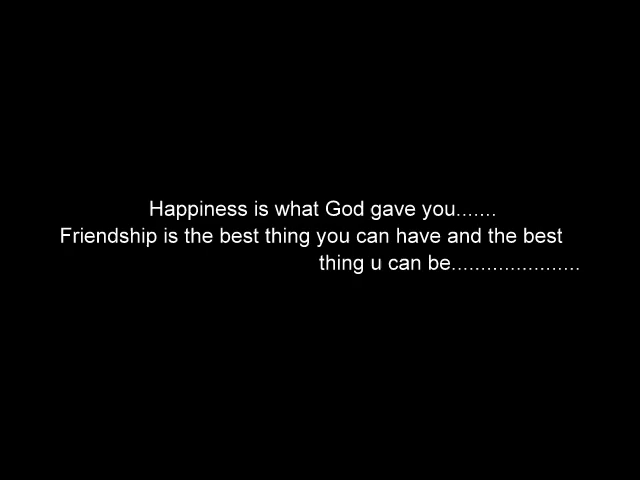 Happiness is what God gave you.......
Friendship is the best thing you can have and the best
thing u can be......................